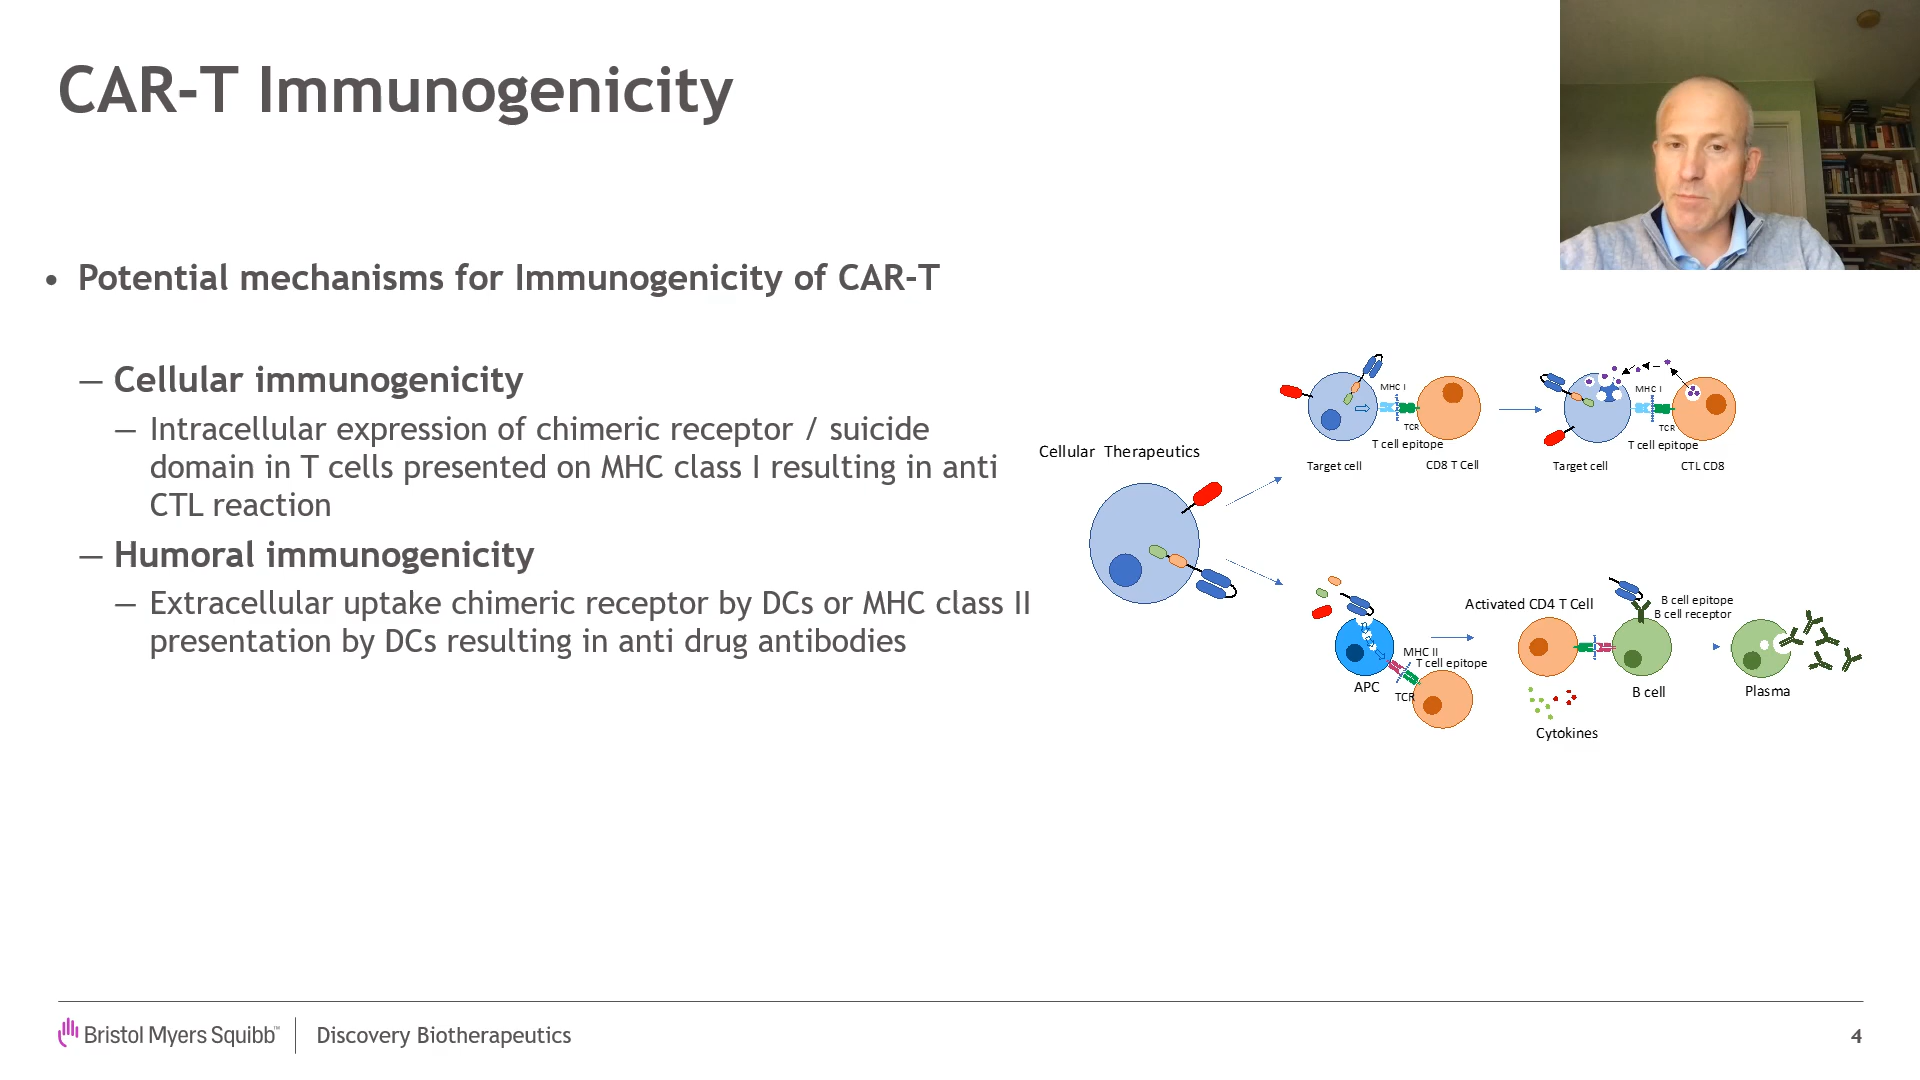 CAR-T Immunogenicity
• Potential mechanisms for Immunogenicity of CAR-T
— Cellular immunogenicity
— Intracellular expression of chimeric receptor / suicide
domain in T cells presented on MHC class I resulting in anti
CTL reaction
— Humoral immunogenicity
— Extracellular uptake chimeric receptor by DCs or MHC class II
presentation by DCs resulting in anti drug antibodies
Cellular Therapeutics
MHC I
TCR
T cell epitope
Target cell
CD8 T Cell
MHC I
TCR
T cell epitope
Target cell
CTL CD8
APC
MHC II
T cell epitope
TCR
Activated CD4 T Cell
Cytokines
B cell epitope
B cell receptor
B cell
Plasma
Bristol Myers Squibb™
Discovery Biotherapeutics
4